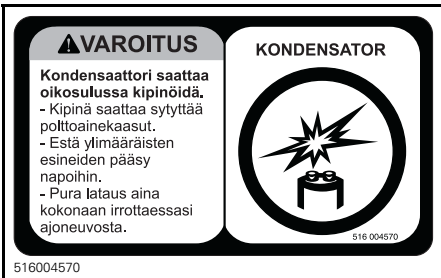 VAROITUS
Kondensaattori saattaa
oikosulussa kipinöidä.
- Kipinä saattaa sytyttää
polttoainekaasut.
- Estä ylimääräisten
esineiden pääsy
napoihin.
- Pura lataus aina
kokonaan irrottaessasi
ajoneuvosta.
KONDENSATOR
516 004570
516004570